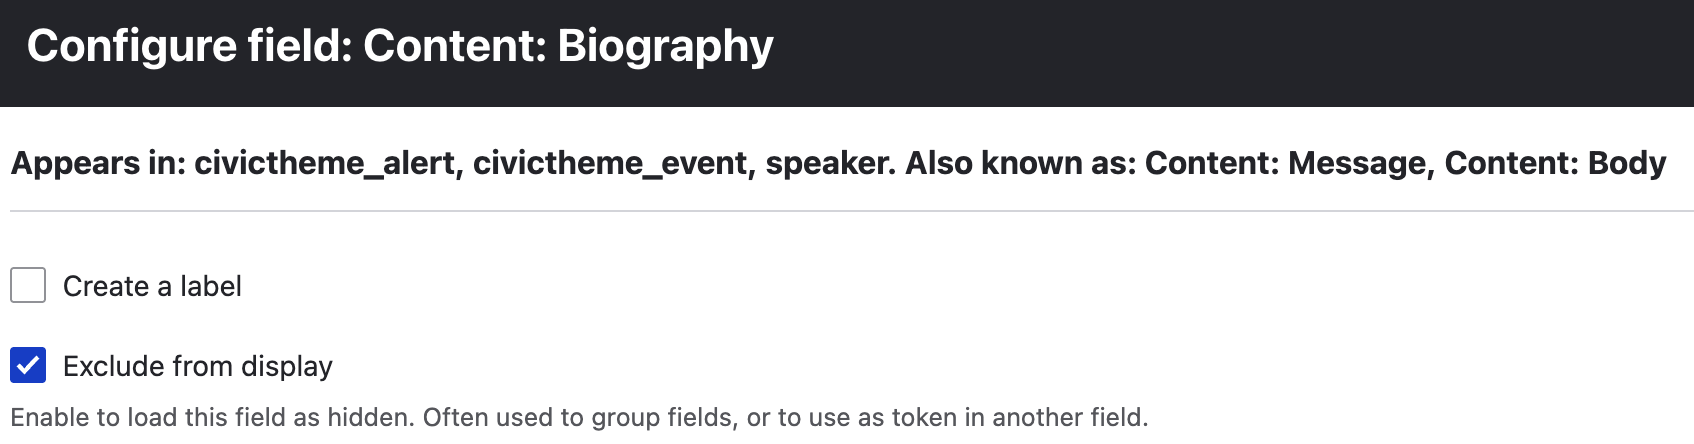 Configure field: Content: Biography
Appears in: civictheme_alert, civictheme_event, speaker. Also known as: Content: Message, Content: Body
Create a label
Exclude from display
Enable to load this field as hidden. Often used to group fields, or to use as token in another field.